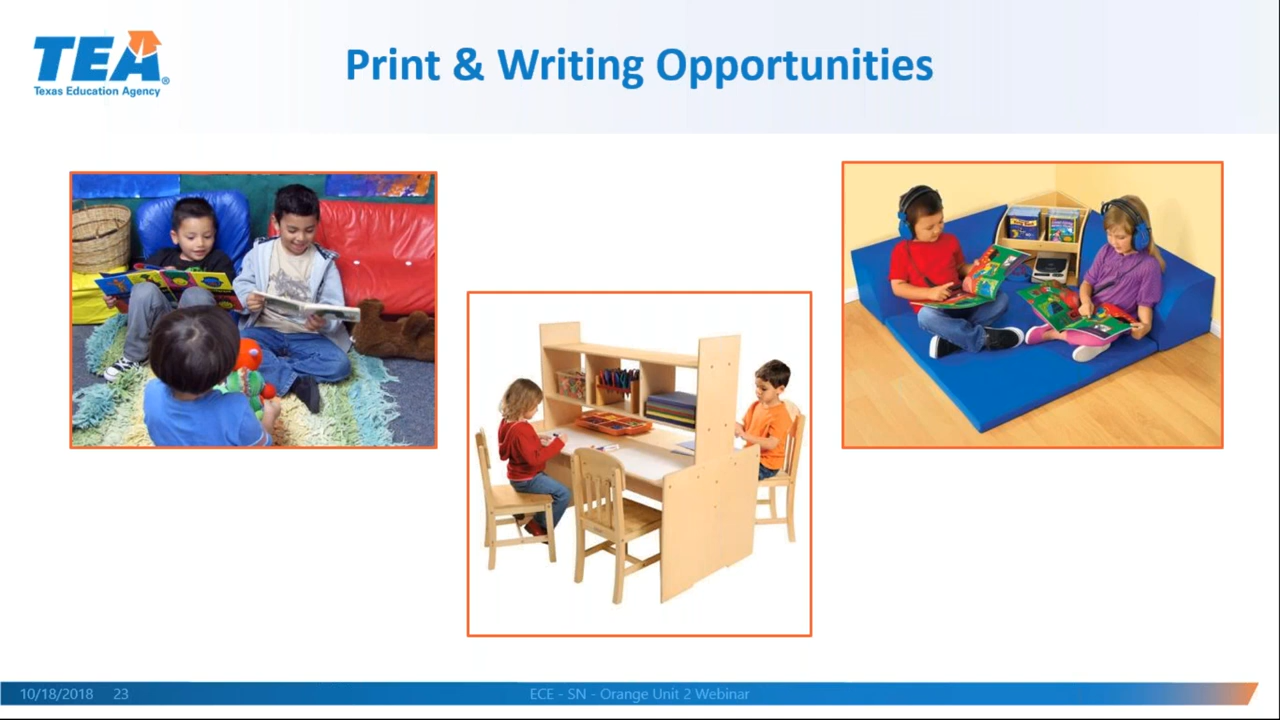 TEA®
Texas Education Agency
Print & Writing Opportunities
10/18/2018 23
ECE - SN - Orange Unit 2 Webinar